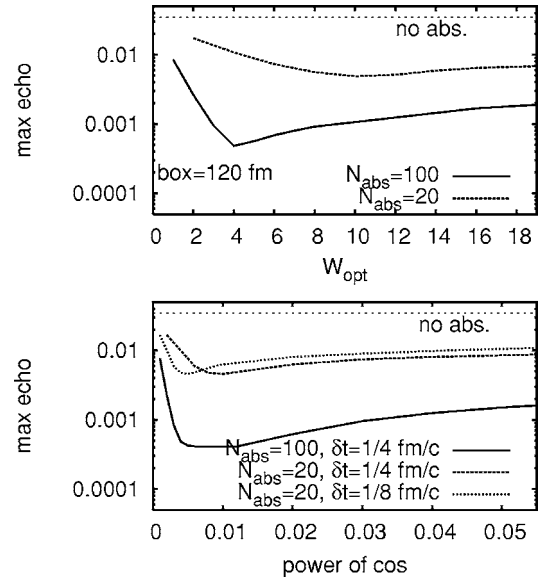 no abs.
0.01
0.001
0.0001
max echo
box=120 fm
N_abs=100
N_abs=20
0 2 4 6 8 10 12 14 16 18
W_opt
no abs.
0.01
0.001
0.0001
max echo
N_abs=100, δt=1/4 fm/c
N_abs=20, δt=1/4 fm/c
N_abs=20, δt=1/8 fm/c
0 0.01 0.02 0.03 0.04 0.05
power of cos